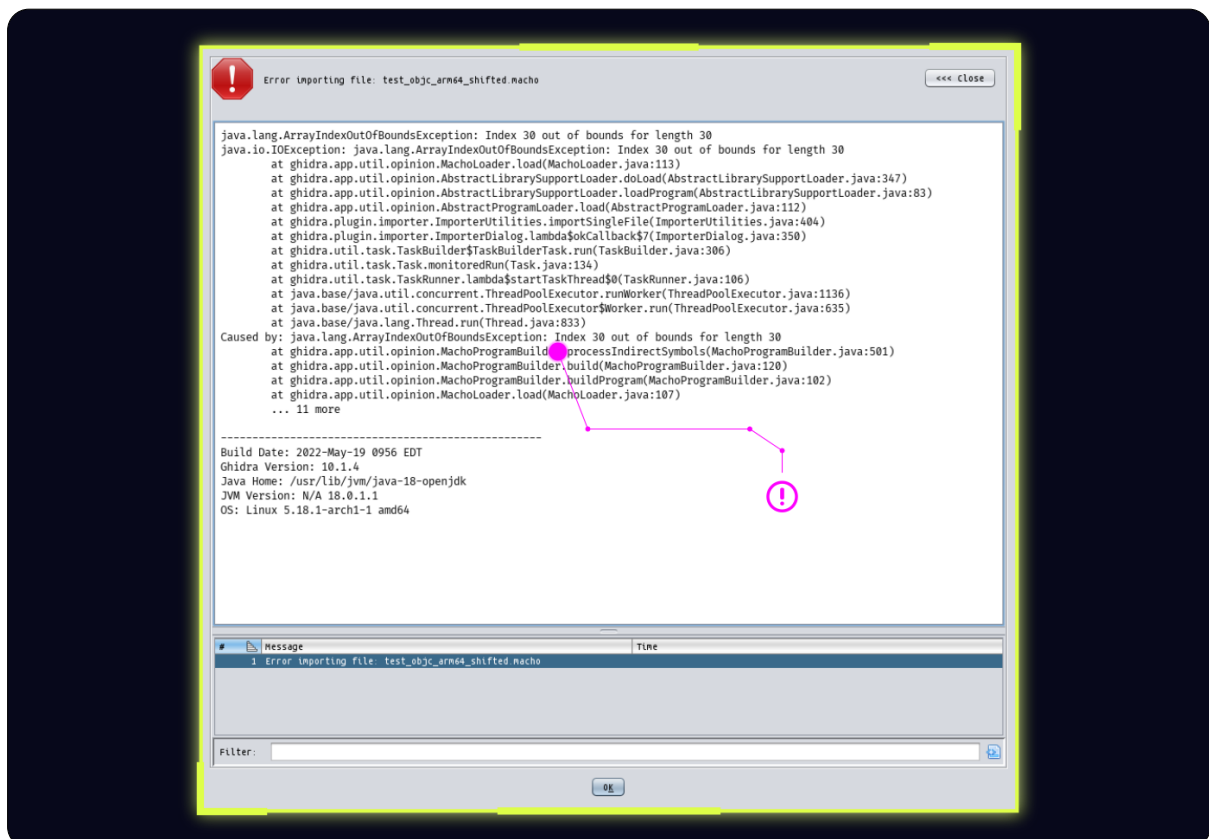 Error importing file: test_objc_arm64_shifted.macho
<<< Close
java.lang.ArrayIndexOutOfBoundsException: Index 30 out of bounds for length 30
java.io.IOException: java.lang.ArrayIndexOutOfBoundsException: Index 30 out of bounds for length 30
at ghidra.app.util.opinion.MachoLoader.load(MachoLoader.java:113)
at ghidra.app.util.opinion.AbstractLibrarySupportLoader.doLoad(AbstractLibrarySupportLoader.java:347)
at ghidra.app.util.opinion.AbstractLibrarySupportLoader.loadProgram(AbstractLibrarySupportLoader.java:83)
at ghidra.app.util.opinion.AbstractProgramLoader.load(AbstractProgramLoader.java:112)
at ghidra.plugin.importer.ImporterUtilities.importSingleFile(ImporterUtilities.java:404)
at ghidra.plugin.importer.ImporterDialog.lambda$okCallback$7(ImporterDialog.java:350)
at ghidra.util.task.TaskBuilder$TaskBuilderTask.run(TaskBuilder.java:306)
at ghidra.util.task.Task.monitoredRun(Task.java:134)
at ghidra.util.task.TaskRunner.lambda$startTaskThread$0(TaskRunner.java:106)
at java.base/java.util.concurrent.ThreadPoolExecutor.runWorker(ThreadPoolExecutor.java:1136)
at java.base/java.util.concurrent.ThreadPoolExecutor$Worker.run(ThreadPoolExecutor.java:635)
at java.base/java.lang.Thread.run(Thread.java:833)
Caused by: java.lang.ArrayIndexOutOfBoundsException: Index 30 out of bounds for length 30
at ghidra.app.util.opinion.MachoProgramBuild processIndirectSymbols(MachoProgramBuilder.java:501)
at ghidra.app.util.opinion.MachoProgramBuilder.build(MachoProgramBuilder.java:120)
at ghidra.app.util.opinion.MachoProgramBuilder.buildProgram(MachoProgramBuilder.java:102)
at ghidra.app.util.opinion.MachoLoader.load(MachoLoader.java:107)
... 11 more
---------------------------------------------------
Build Date: 2022-May-19 0956 EDT
Ghidra Version: 10.1.4
Java Home: /usr/lib/jvm/java-18-openjdk
JVM Version: N/A 18.0.1.1
OS: Linux 5.18.1-arch1-1 amd64
# Message Time
1 Error importing file: test_objc_arm64_shifted.macho
Filter:
OK